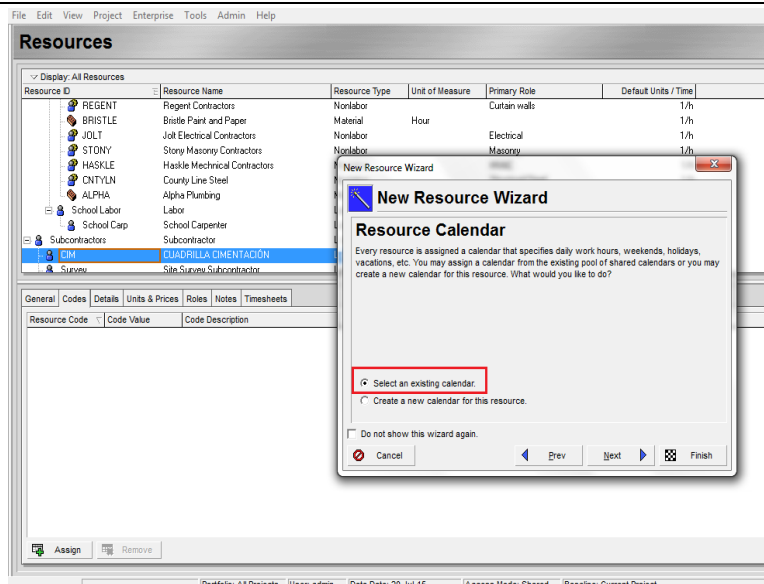 File Edit View Project Enterprise Tools Admin Help
Resources
Display: All Resources
Resource ID Resource Name Resource Type Unit of Measure Primary Role Default Units / Time
REGENT Regent Contractors Nonlabor Curtain walls 1/h
BRISTLE Bristle Paint and Paper Material Hour 1/h
JOLT Jolt Electrical Contractors Nonlabor Electrical 1/h
STONY Stony Masonry Contractors Nonlabor Masonry 1/h
HASKLE Haskle Mechnical Contractors
CNTYLN County Line Steel
ALPHA Alpha Plumbing
School Labor Labor
School Carp School Carpenter
Subcontractors Subcontractor
CIM CUADRILLA CIMENTACIÓN
Survey Site Survey Subcontractor
New Resource Wizard
New Resource Wizard
Resource Calendar
Every resource is assigned a calendar that specifies daily work hours, weekends, holidays,
vacations, etc. You may assign a calendar from the existing pool of shared calendars or you may
create a new calendar for this resource. What would you like to do?
Select an existing calendar.
Create a new calendar for this resource.
Do not show this wizard again.
Cancel Prev Next Finish
General Codes Details Units & Prices Roles Notes Timesheets
Resource Code Code Value Code Description
Assign Remove
Portfolio: All Projects User: admin Data Date: 20-Jul-15 Access Mode: Shared Baseline: Current Project